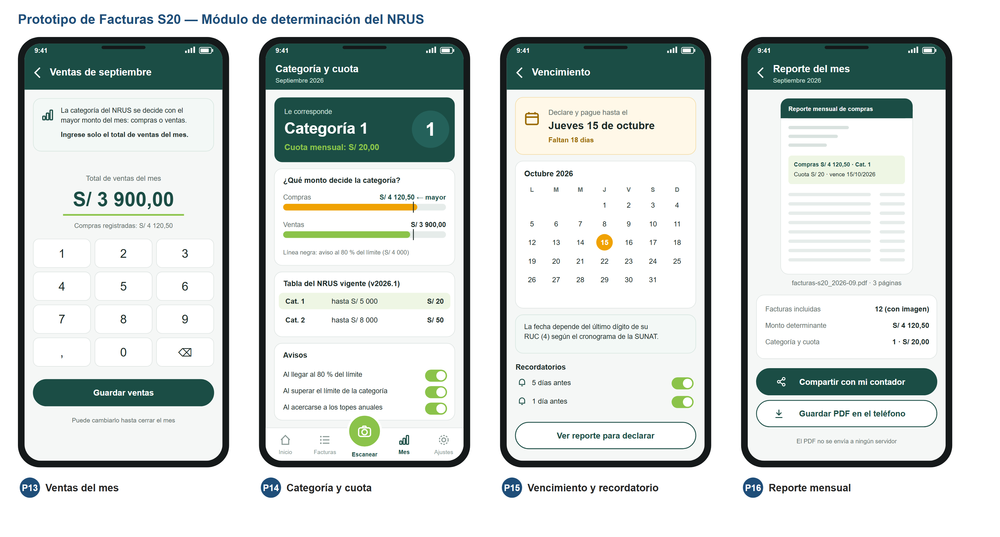 Prototipo de Facturas S20 — Módulo de determinación del NRUS
9:41
Ventas de septiembre
La categoría del NRUS se decide con el
mayor monto del mes: compras o ventas.
Ingrese solo el total de ventas del mes.
Total de ventas del mes
S/ 3 900,00
Compras registradas: S/ 4 120,50
1 2 3
4 5 6
7 8 9
, 0 ⌫
Guardar ventas
Puede cambiarlo hasta cerrar el mes
P13 Ventas del mes
9:41
Categoría y cuota
Septiembre 2026
Le corresponde
Categoría 1
1
Cuota mensual: S/ 20,00
¿Qué monto decide la categoría?
Compras S/ 4 120,50 ← mayor
Ventas S/ 3 900,00
Línea negra: aviso al 80 % del límite (S/ 4 000)
Tabla del NRUS vigente (v2026.1)
Cat. 1 hasta S/ 5 000 S/ 20
Cat. 2 hasta S/ 8 000 S/ 50
Avisos
Al llegar al 80 % del límite
Al superar el límite de la categoría
Al acercarse a los topes anuales
Inicio Facturas Escanear Mes Ajustes
P14 Categoría y cuota
9:41
Vencimiento
Declare y pague hasta el
Jueves 15 de octubre
Faltan 18 días
Octubre 2026
L M M J V S D
1 2 3 4
5 6 7 8 9 10 11
12 13 14 15 16 17 18
19 20 21 22 23 24 25
26 27 28 29 30 31
La fecha depende del último dígito de su
RUC (4) según el cronograma de la SUNAT.
Recordatorios
5 días antes
1 día antes
Ver reporte para declarar
P15 Vencimiento y recordatorio
9:41
Reporte del mes
Septiembre 2026
Reporte mensual de compras
Compras S/ 4 120,50 · Cat. 1
Cuota S/ 20 · vence 15/10/2026
facturas-s20_2026-09.pdf · 3 páginas
Facturas incluidas 12 (con imagen)
Monto determinante S/ 4 120,50
Categoría y cuota 1 · S/ 20,00
Compartir con mi contador
Guardar PDF en el teléfono
El PDF no se envía a ningún servidor
P16 Reporte mensual